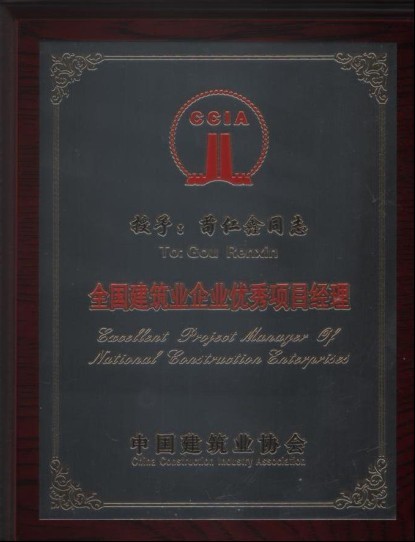 CCIA
授予：苟仁鑫同志
To: Gou Renxin
全国建筑业企业优秀项目经理
Excellent Project Manager Of
National Construction Enterprises
中国建筑业协会
China Construction Industry Association